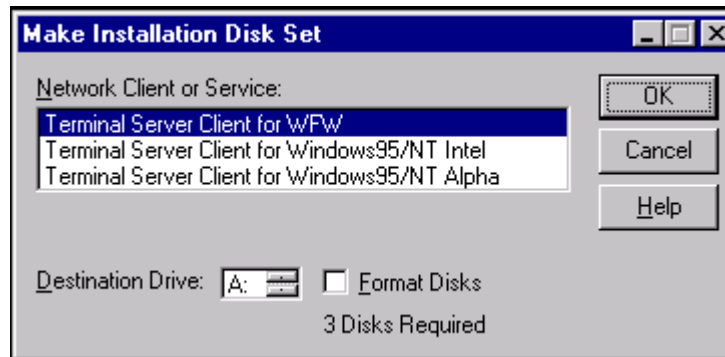 Make Installation Disk Set
Network Client or Service:
OK
Terminal Server Client for WFW
Terminal Server Client for Windows95/NT Intel
Cancel
Terminal Server Client for Windows95/NT Alpha
Help
Destination Drive: A: Format Disks
3 Disks Required